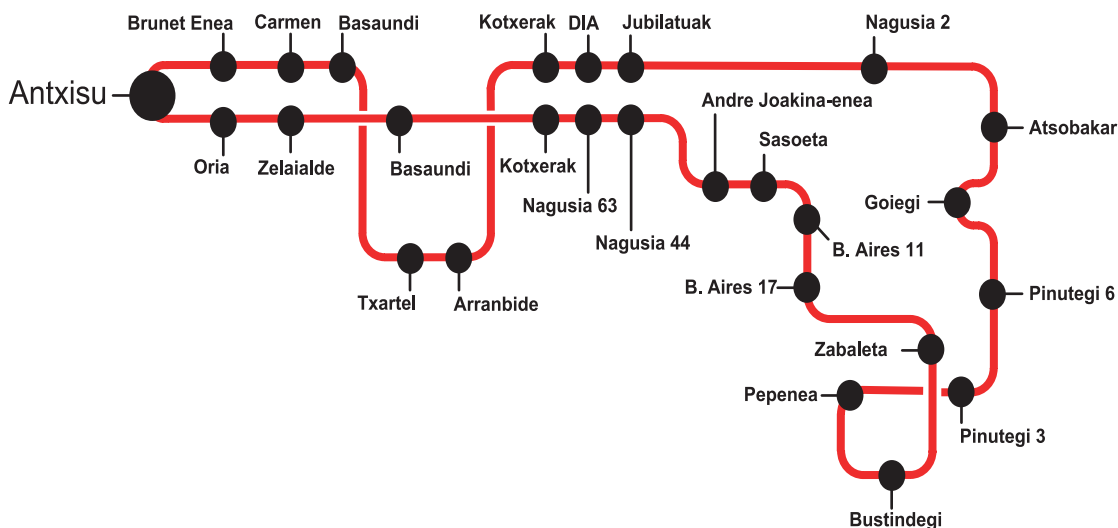 Brunet Enea
Carmen
Basaundi
Kotxerak
DIA
Jubilatuak
Nagusia 2
Antxisu
Andre Joakina-enea
Atsobakar
Sasoeta
Oria
Zelaialde
Basaundi
Kotxerak
Nagusia 63
Goiegi
Nagusia 44
B. Aires 11
B. Aires 17
Pinutegi 6
Txartel
Arranbide
Zabaleta
Pepenea
Pinutegi 3
Bustindegi